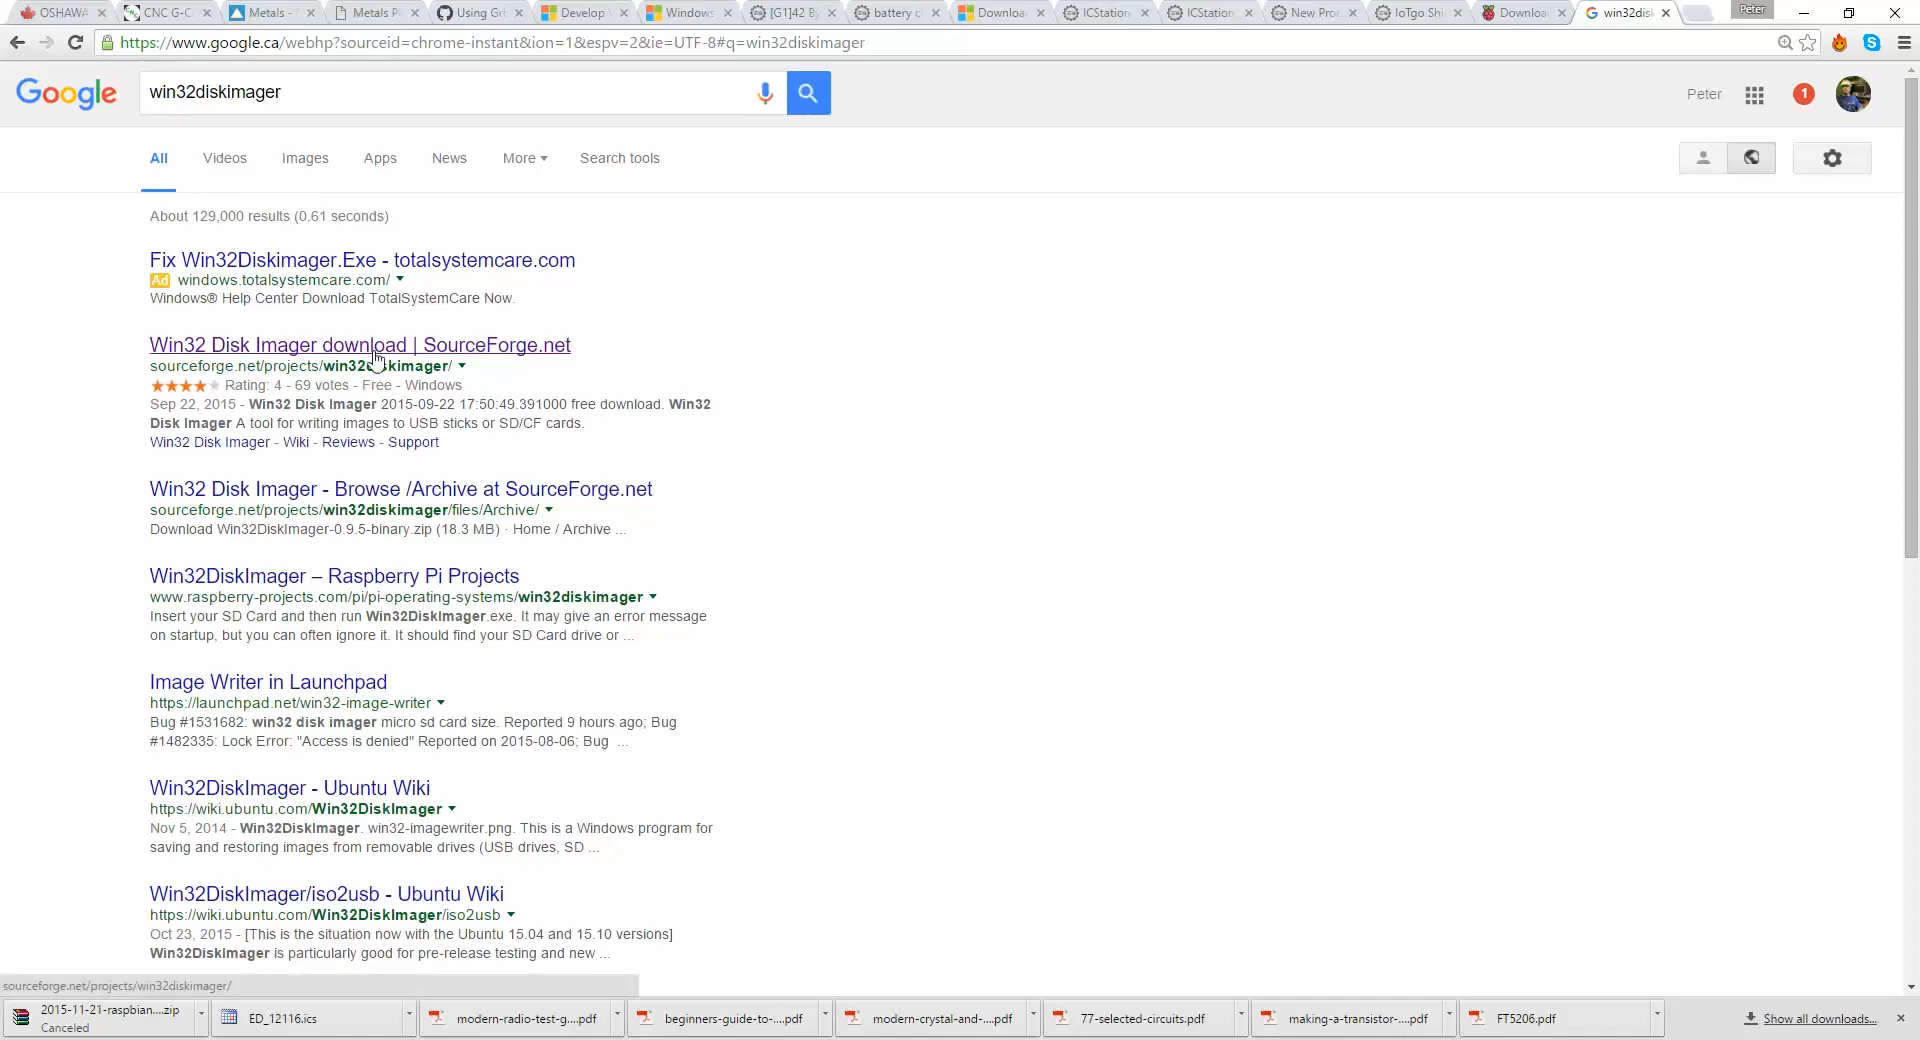 OSHAWA
CNC G-C
Metals -
Metals P
Using Gr
Develop
Windows
[G1]42 By
battery c
Downloa
ICStation
ICStation
New Pro
IoTgo Shi
Downloa
win32dis
Peter
https://www.google.ca/webhp?sourceid=chrome-instant&ion=1&espv=2&ie=UTF-8#q=win32diskimager
Google
win32diskimager
Peter
1
All Videos Images Apps News More Search tools
About 129,000 results (0.61 seconds)
Fix Win32Diskimager.Exe - totalsystemcare.com
Ad windows.totalsystemcare.com/
Windows® Help Center Download TotalSystemCare Now.
Win32 Disk Imager download | SourceForge.net
sourceforge.net/projects/win32diskimager/
Rating: 4 - 69 votes - Free - Windows
Sep 22, 2015 - Win32 Disk Imager 2015-09-22 17:50:49.391000 free download. Win32
Disk Imager A tool for writing images to USB sticks or SD/CF cards.
Win32 Disk Imager - Wiki - Reviews - Support
Win32 Disk Imager - Browse /Archive at SourceForge.net
sourceforge.net/projects/win32diskimager/files/Archive/
Download Win32DiskImager-0.9.5-binary.zip (18.3 MB) · Home / Archive ...
Win32DiskImager – Raspberry Pi Projects
www.raspberry-projects.com/pi/pi-operating-systems/win32diskimager
Insert your SD Card and then run Win32DiskImager.exe. It may give an error message
on startup, but you can often ignore it. It should find your SD Card drive or ...
Image Writer in Launchpad
https://launchpad.net/win32-image-writer
Bug #1531682: win32 disk imager micro sd card size. Reported 9 hours ago; Bug
#1482335: Lock Error: "Access is denied" Reported on 2015-08-06; Bug ...
Win32DiskImager - Ubuntu Wiki
https://wiki.ubuntu.com/Win32DiskImager
Nov 5, 2014 - Win32DiskImager. win32-imagewriter.png. This is a Windows program for
saving and restoring images from removable drives (USB drives, SD ...
Win32DiskImager/iso2usb - Ubuntu Wiki
https://wiki.ubuntu.com/Win32DiskImager/iso2usb
Oct 23, 2015 - [This is the situation now with the Ubuntu 15.04 and 15.10 versions]
Win32DiskImager is particularly good for pre-release testing and new ...
sourceforge.net/projects/win32diskimager/
2015-11-21-raspbian....zip
Canceled
ED_12116.ics
modern-radio-test-g....pdf
beginners-guide-to-....pdf
modern-crystal-and-....pdf
77-selected-circuits.pdf
making-a-transistor-....pdf
FT5206.pdf
Show all downloads...